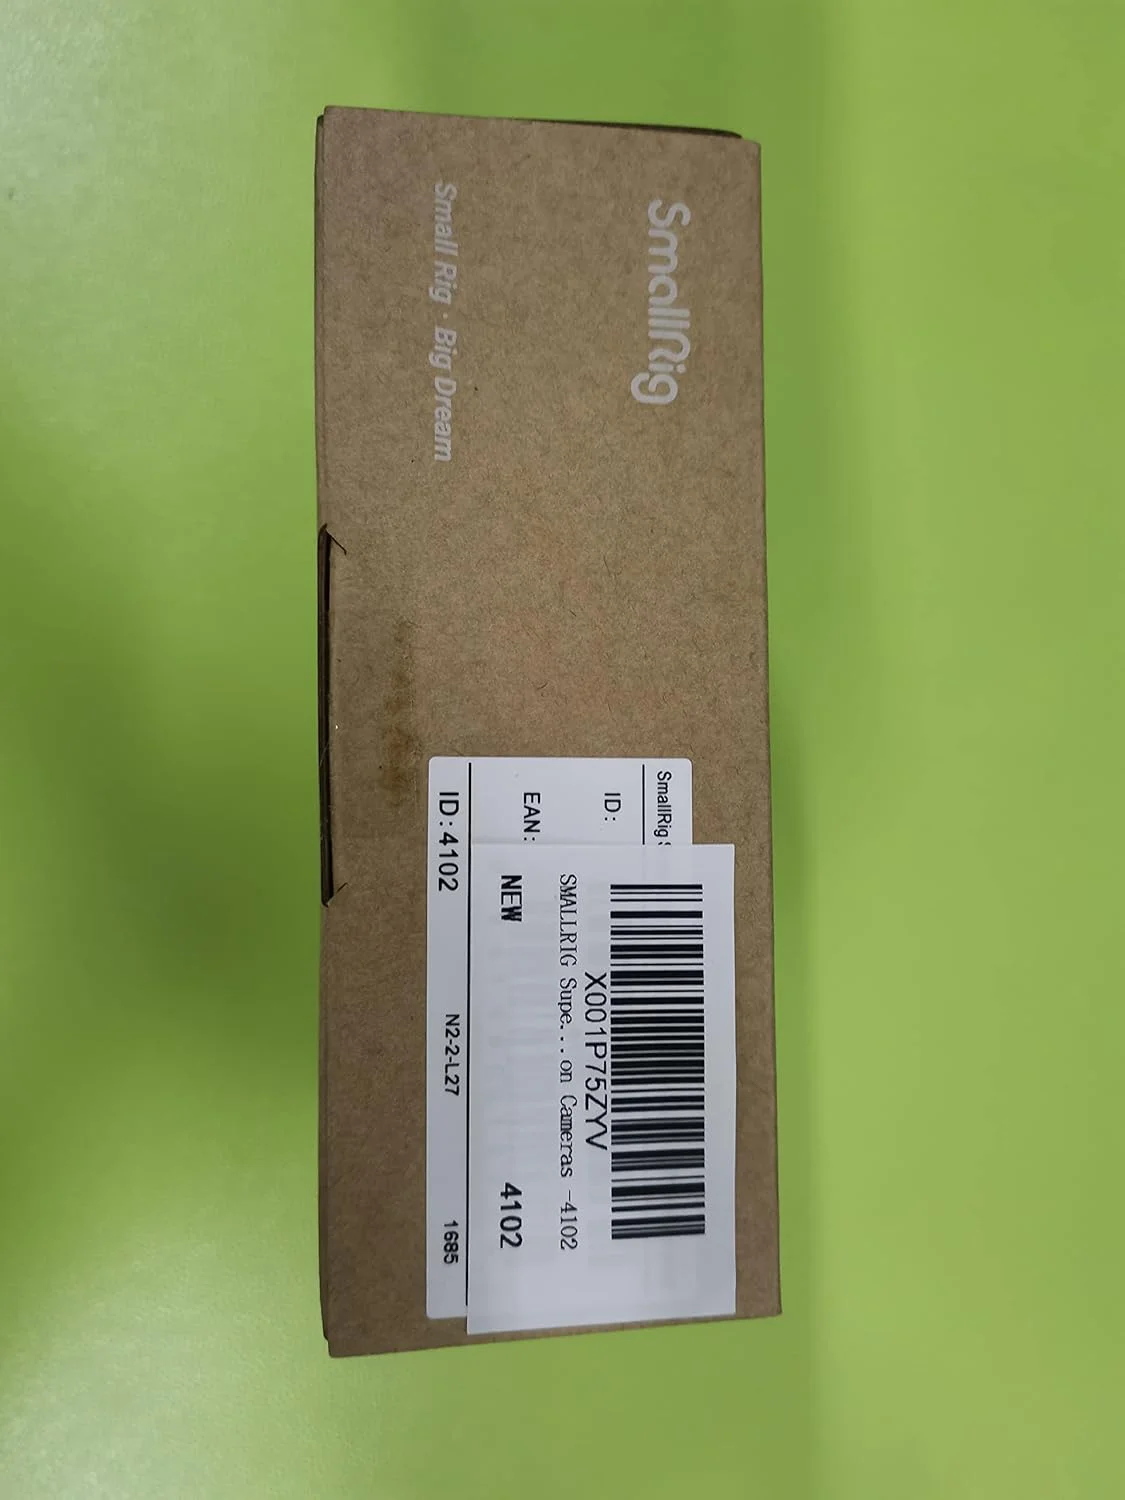 SmallRig
Small Rig · Big Dream
SmallRig
ID:
EAN:
ID:4102
N2-2-L27
1685
X001P75ZYV
SMALLRIG Supe...on Cameras -4102
NEW
4102